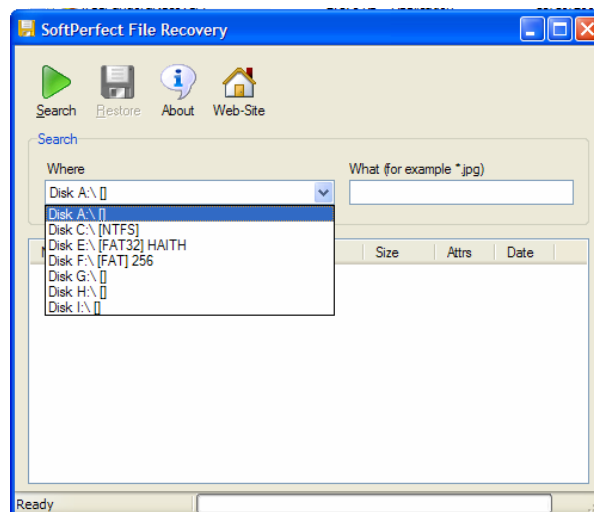 SoftPerfect File Recovery
Search Restore About Web-Site
Search
Where What (for example *.jpg)
Disk A:\ []
Disk A:\ []
Disk C:\ [NTFS]
Disk E:\ [FAT32] HAITH
Disk F:\ [FAT] 256
Disk G:\ []
Disk H:\ []
Disk I:\ []
Size Attrs Date
Ready